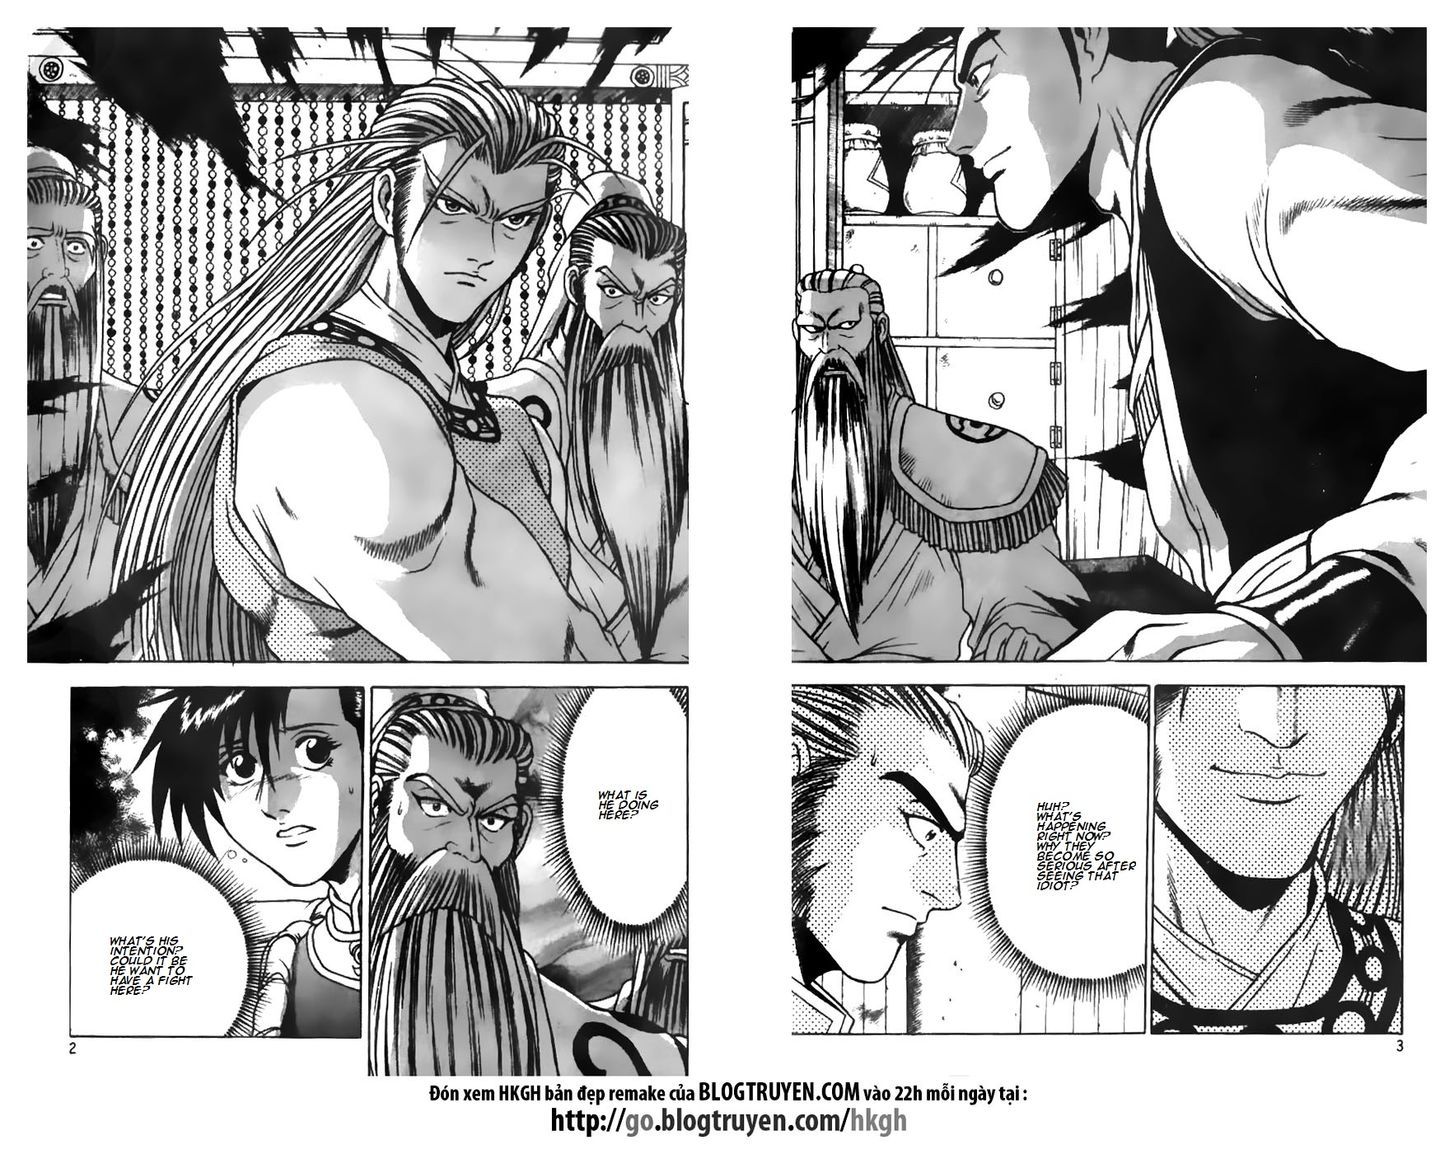 WHAT IS
HE DOING
HERE?
WHAT'S HIS
INTENTION?
COULD IT BE
HE WANT TO
HAVE A FIGHT
HERE?
2
HUH?
WHAT'S
HAPPENING
RIGHT NOW?
WHY THEY
BECOME SO
SERIOUS AFTER
SEEING THAT
IDIOT?
3
Đón xem HKGH bản đẹp remake của BLOGTRUYEN.COM vào 22h mỗi ngày tại :
http://go.blogtruyen.com/hkgh